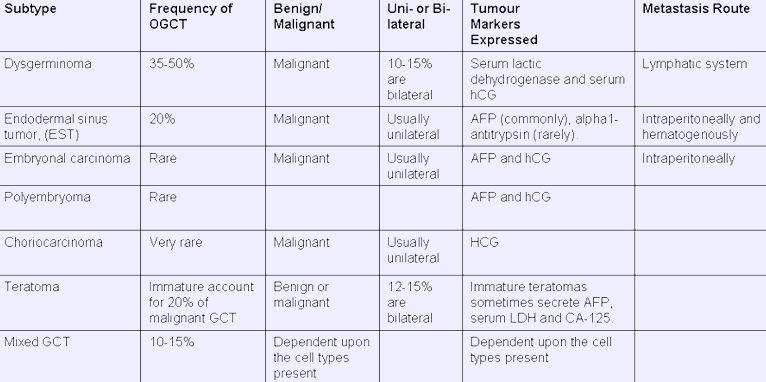 Subtype
Frequency of
OGCT
Benign/
Malignant
Uni- or Bi-
lateral
Tumour
Markers
Expressed
Metastasis Route
Dysgerminoma
35-50%
Malignant
10-15%
are
bilateral
Serum lactic
dehydrogenase and serum
hCG
Lymphatic system
Endodermal sinus
tumor, (EST)
20%
Malignant
Usually
unilateral
AFP (commonly), alpha1-
antitrypsin (rarely).
Intraperitoneally and
hematogenously
Embryonal carcinoma
Rare
Malignant
Usually
unilateral
AFP and hCG
Intraperitoneally
Polyembryoma
Rare
AFP and hCG
Choriocarcinoma
Very rare
Malignant
Usually
unilateral
HCG
Teratoma
Immature account
for 20% of
malignant GCT
Benign or
malignant
12-15%
are
bilateral
Immature teratomas
sometimes secrete AFP,
serum LDH and CA-125.
Mixed GCT
10-15%
Dependent upon
the cell types
present
Dependent upon the cell
types present